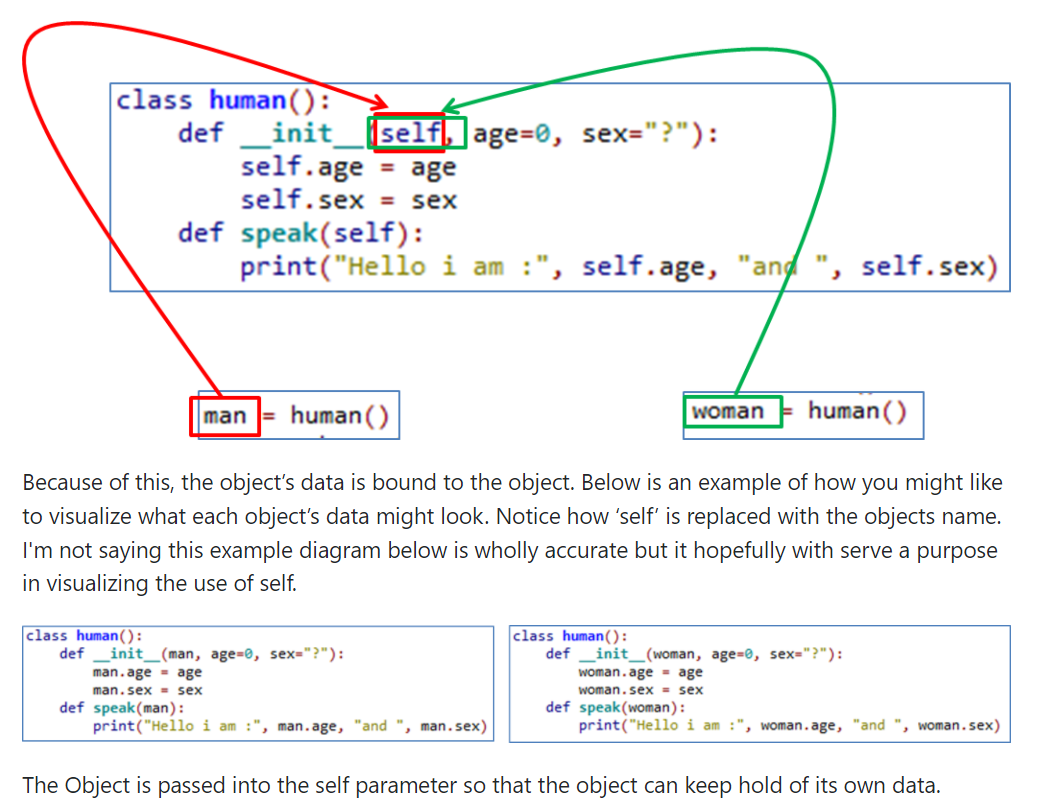 class human():
def __init__(self, age=0, sex="?"):
self.age = age
self.sex = sex
def speak(self):
print("Hello i am :", self.age, "and ", self.sex)
man = human()
woman = human()
Because of this, the object’s data is bound to the object. Below is an example of how you might like
to visualize what each object’s data might look. Notice how ‘self’ is replaced with the objects name.
I'm not saying this example diagram below is wholly accurate but it hopefully with serve a purpose
in visualizing the use of self.
class human():
def __init__(man, age=0, sex="?"):
man.age = age
man.sex = sex
def speak(man):
print("Hello i am :", man.age, "and ", man.sex)
class human():
def __init__(woman, age=0, sex="?"):
woman.age = age
woman.sex = sex
def speak(woman):
print("Hello i am :", woman.age, "and ", woman.sex)
The Object is passed into the self parameter so that the object can keep hold of its own data.